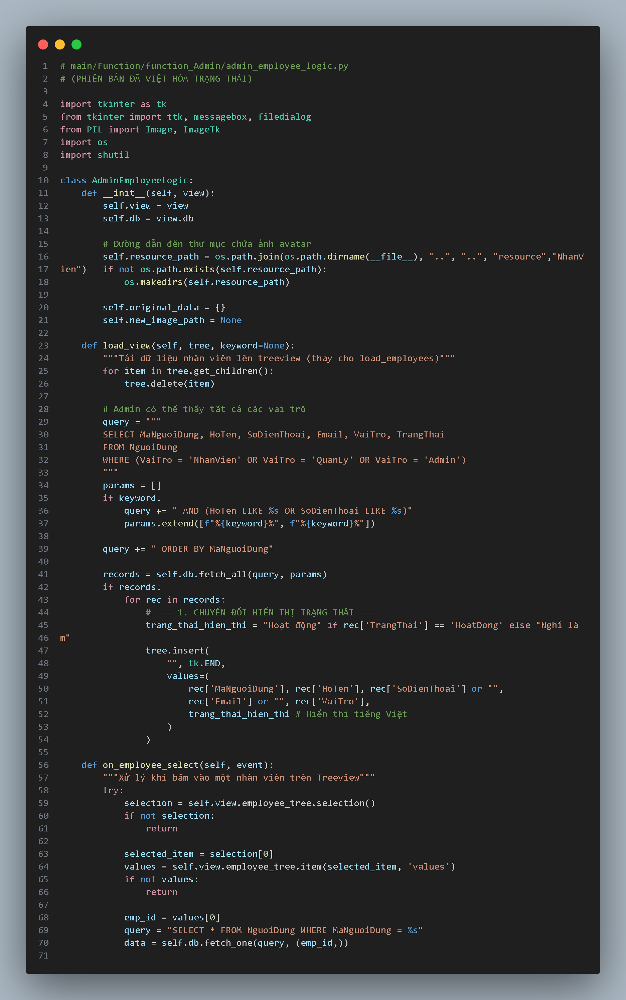 1 # main/Function/function_Admin/admin_employee_logic.py
2 # (PHIÊN BẢN ĐÃ VIỆT HÓA TRẠNG THÁI)
3
4 import tkinter as tk
5 from tkinter import ttk, messagebox, filedialog
6 from PIL import Image, ImageTk
7 import os
8 import shutil
9
10 class AdminEmployeeLogic:
11     def __init__(self, view):
12         self.view = view
13         self.db = view.db
14
15         # Đường dẫn đến thư mục chứa ảnh avatar
16         self.resource_path = os.path.join(os.path.dirname(__file__), "..", "..", "resource","NhanV
17 ien")   if not os.path.exists(self.resource_path):
18             os.makedirs(self.resource_path)
19
20         self.original_data = {}
21         self.new_image_path = None
22
23     def load_view(self, tree, keyword=None):
24         """Tải dữ liệu nhân viên lên treeview (thay cho load_employees)"""
25         for item in tree.get_children():
26             tree.delete(item)
27
28         # Admin có thể thấy tất cả các vai trò
29         query = """
30         SELECT MaNguoiDung, HoTen, SoDienThoai, Email, VaiTro, TrangThai
31         FROM NguoiDung
32         WHERE (VaiTro = 'NhanVien' OR VaiTro = 'QuanLy' OR VaiTro = 'Admin')
33         """
34         params = []
35         if keyword:
36             query += " AND (HoTen LIKE %s OR SoDienThoai LIKE %s)"
37             params.extend([f"%{keyword}%", f"%{keyword}%"])
38
39         query += " ORDER BY MaNguoiDung"
40
41         records = self.db.fetch_all(query, params)
42         if records:
43             for rec in records:
44                 # --- 1. CHUYỂN ĐỔI HIỂN THỊ TRẠNG THÁI ---
45                 trang_thai_hien_thi = "Hoạt động" if rec['TrangThai'] == 'HoatDong' else "Nghỉ là
46 m"
47                 tree.insert(
48                     "", tk.END,
49                     values=(
50                         rec['MaNguoiDung'], rec['HoTen'], rec['SoDienThoai'] or "",
51                         rec['Email'] or "", rec['VaiTro'],
52                         trang_thai_hien_thi # Hiển thị tiếng Việt
53                     )
54                 )
55
56     def on_employee_select(self, event):
57         """Xử lý khi bấm vào một nhân viên trên Treeview"""
58         try:
59             selection = self.view.employee_tree.selection()
60             if not selection:
61                 return
62
63             selected_item = selection[0]
64             values = self.view.employee_tree.item(selected_item, 'values')
65             if not values:
66                 return
67
68             emp_id = values[0]
69             query = "SELECT * FROM NguoiDung WHERE MaNguoiDung = %s"
70             data = self.db.fetch_one(query, (emp_id,))
71